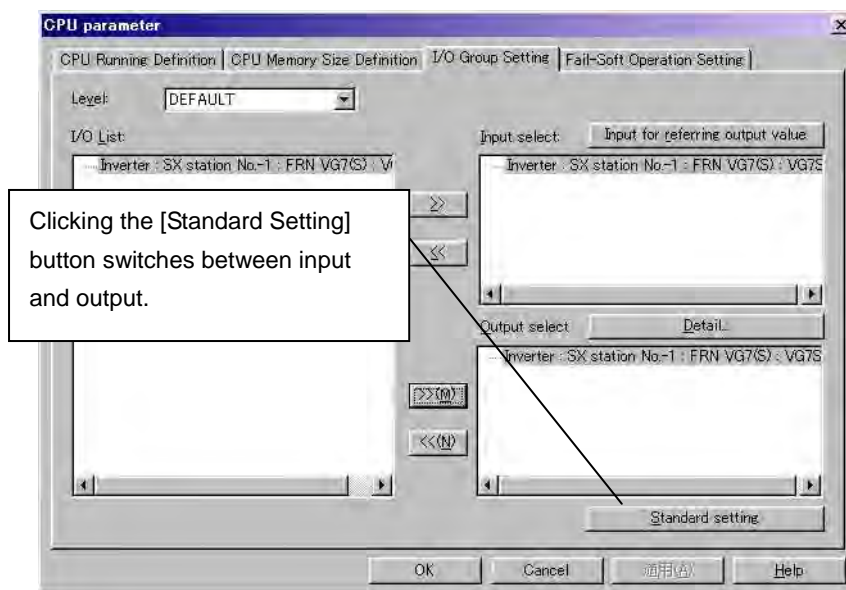 CPU parameter
CPU Running Definition CPU Memory Size Definition I/O Group Setting Fail-Soft Operation Setting
Level: DEFAULT
I/O List:
Input select: Input for referring output value
Inverter : SX station No.-1 : FRN VG7(S) : V
Inverter : SX station No.-1 : FRN VG7(S) : VG7S
>>
<<
Clicking the [Standard Setting]
button switches between input
and output.
Output select Detail...
Inverter : SX station No.-1 : FRN VG7(S) : VG7S
>>(M)
<<(N)
Standard setting
OK Cancel 適用(A) Help